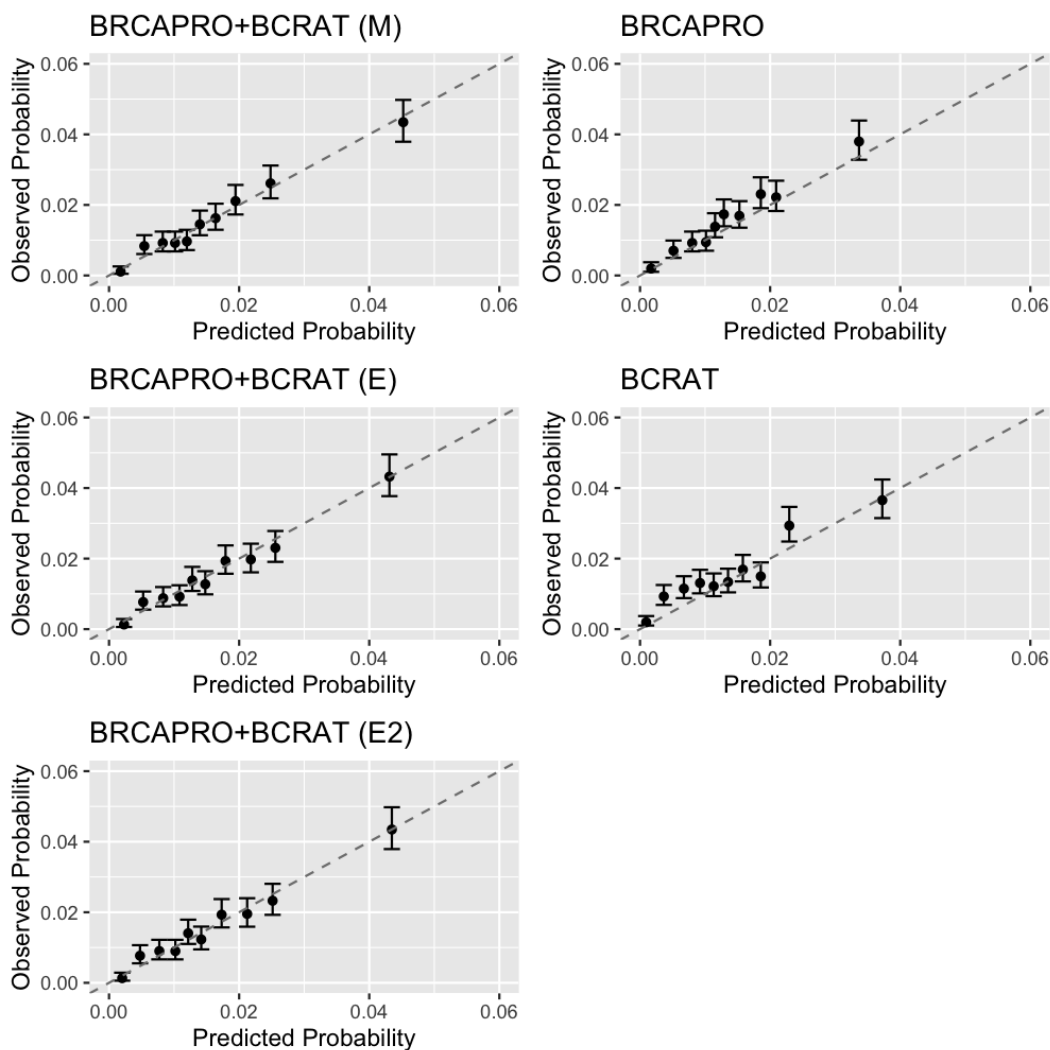 BRCAPRO+BCRAT (M)
Observed Probability
0.06
0.04
0.02
0.00
0.00 0.02 0.04 0.06
Predicted Probability
BRCAPRO
Observed Probability
0.06
0.04
0.02
0.00
0.00 0.02 0.04 0.06
Predicted Probability
BRCAPRO+BCRAT (E)
Observed Probability
0.06
0.04
0.02
0.00
0.00 0.02 0.04 0.06
Predicted Probability
BCRAT
Observed Probability
0.06
0.04
0.02
0.00
0.00 0.02 0.04 0.06
Predicted Probability
BRCAPRO+BCRAT (E2)
Observed Probability
0.06
0.04
0.02
0.00
0.00 0.02 0.04 0.06
Predicted Probability